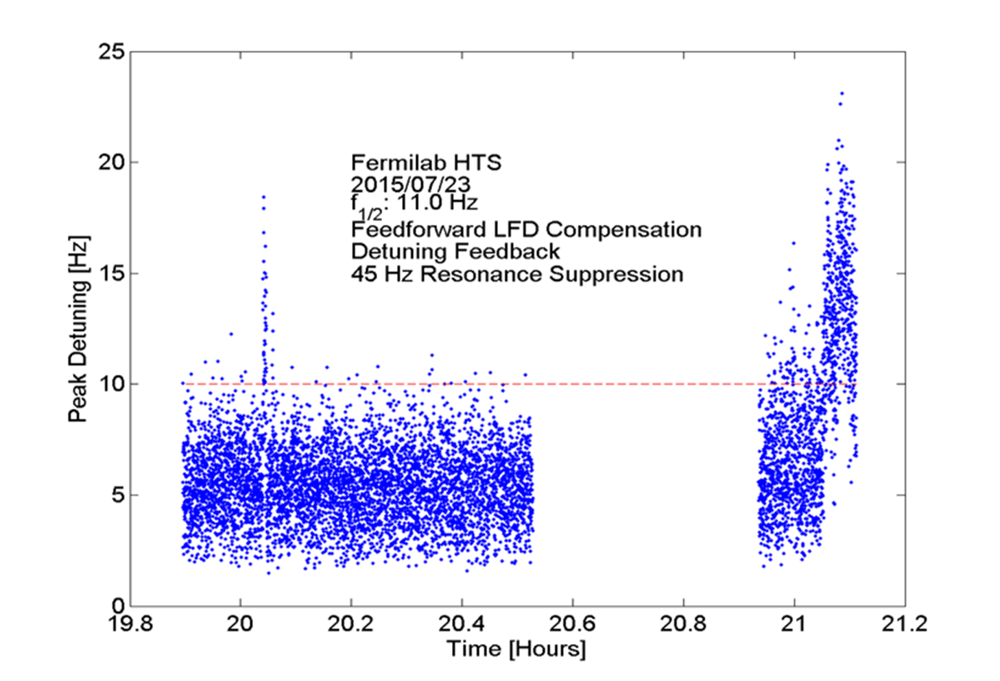 25
20
15
10
5
0
Peak Detuning [Hz]
Fermilab HTS
2015/07/23
f1/2: 11.0 Hz
Feedforward LFD Compensation
Detuning Feedback
45 Hz Resonance Suppression
19.8 20 20.2 20.4 20.6 20.8 21 21.2
Time [Hours]